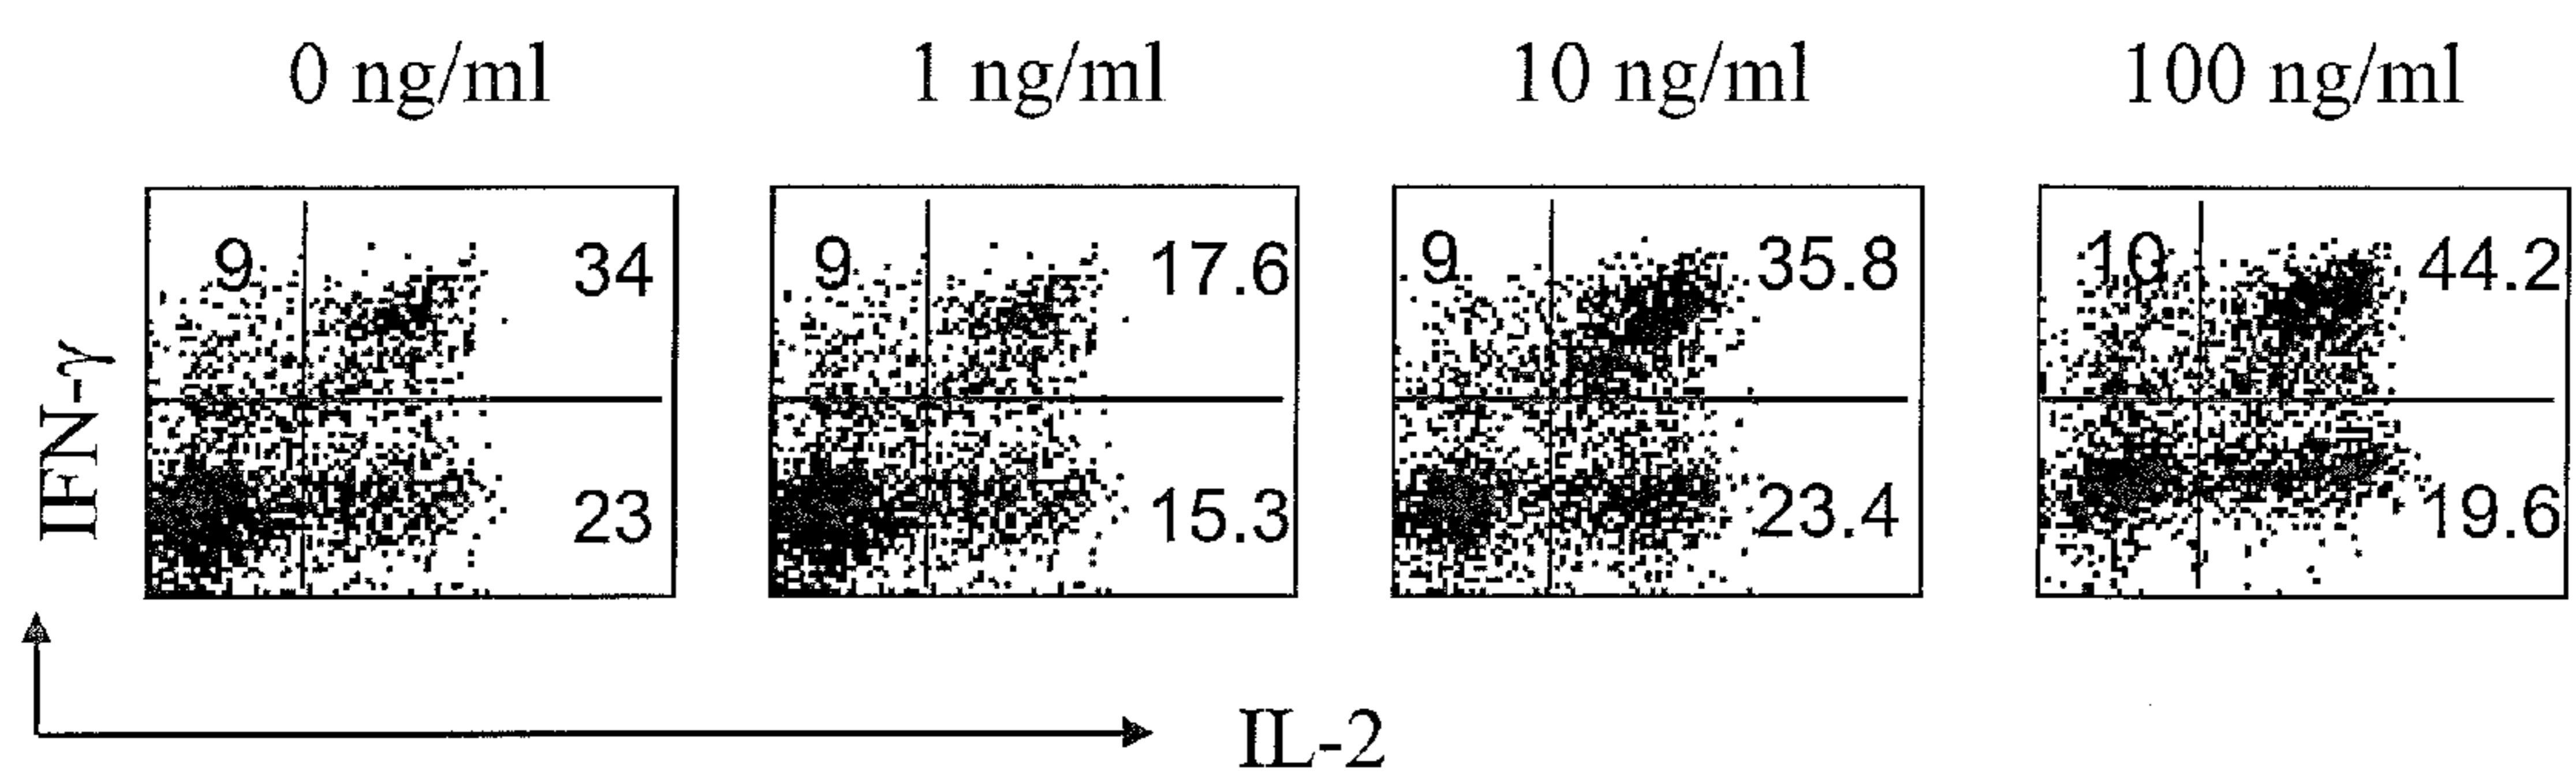 0 ng/ml 1 ng/ml 10 ng/ml 100 ng/ml
9 34 9 17.6 9 35.8 10 44.2
IFN-γ
23 15.3 23.4 19.6
IL-2